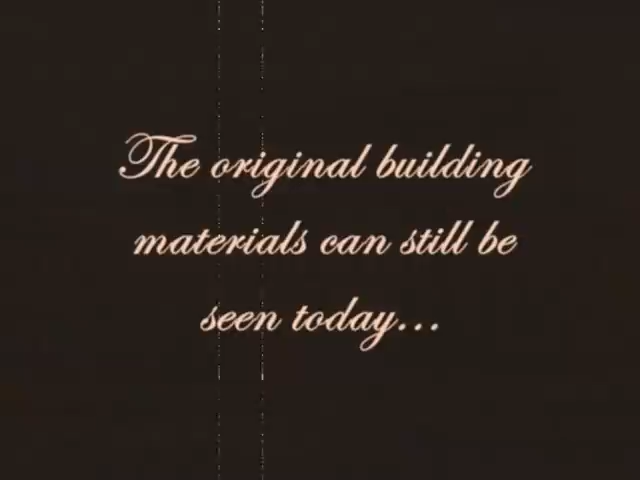 The original building
materials can still be
seen today...